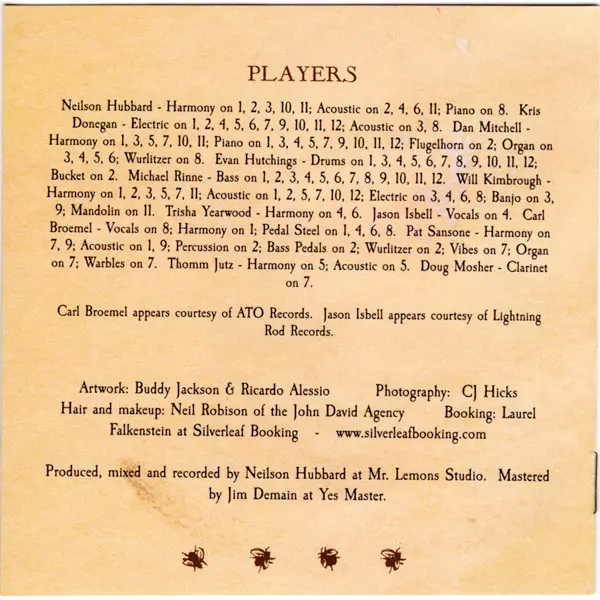 PLAYERS
Neilson Hubbard - Harmony on 1, 2, 3, 10, 11; Acoustic on 2, 4, 6, 11; Piano on 8. Kris
Donegan - Electric on 1, 2, 4, 5, 6, 7, 9, 10, 11, 12; Acoustic on 3, 8. Dan Mitchell -
Harmony on 1, 3, 5, 7, 10, 11; Piano on 1, 3, 4, 5, 7, 9, 10, 11, 12; Flugelhorn on 2; Organ on
3, 4, 5, 6; Wurlitzer on 8. Evan Hutchings - Drums on 1, 3, 4, 5, 6, 7, 8, 9, 10, 11, 12;
Bucket on 2. Michael Rinne - Bass on 1, 2, 3, 4, 5, 6, 7, 8, 9, 10, 11, 12. Will Kimbrough -
Harmony on 1, 2, 3, 5, 7, 11; Acoustic on 1, 2, 5, 7, 10, 12; Electric on 3, 4, 6, 8; Banjo on 3,
9; Mandolin on 11. Trisha Yearwood - Harmony on 4, 6. Jason Isbell - Vocals on 4. Carl
Broemel - Vocals on 8; Harmony on 1; Pedal Steel on 1, 4, 6, 8. Pat Sansone - Harmony on
7, 9; Acoustic on 1, 9; Percussion on 2; Bass Pedals on 2; Wurlitzer on 2; Vibes on 7; Organ
on 7; Warbles on 7. Thomm Jutz - Harmony on 5; Acoustic on 5. Doug Mosher - Clarinet
on 7.
Carl Broemel appears courtesy of ATO Records. Jason Isbell appears courtesy of Lightning
Rod Records.
Artwork: Buddy Jackson & Ricardo Alessio Photography: CJ Hicks
Hair and makeup: Neil Robison of the John David Agency Booking: Laurel
Falkenstein at Silverleaf Booking - www.silverleafbooking.com
Produced, mixed and recorded by Neilson Hubbard at Mr. Lemons Studio. Mastered
by Jim Demain at Yes Master.